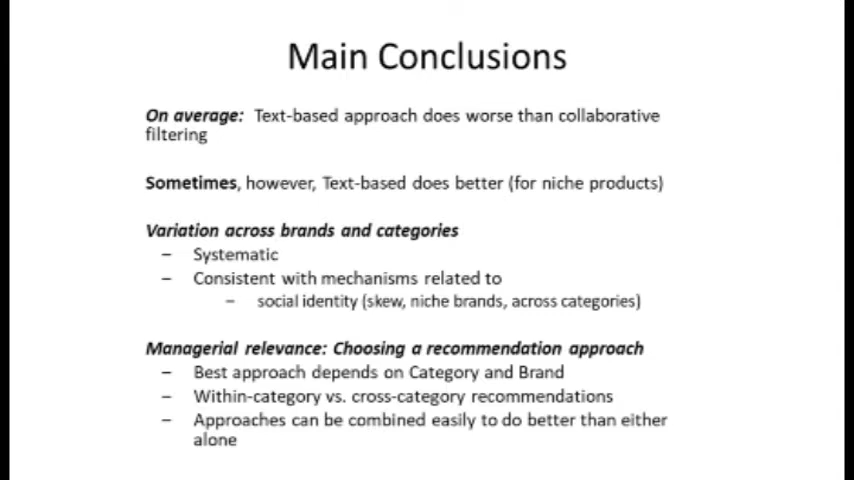 Main Conclusions
On average: Text-based approach does worse than collaborative
filtering
Sometimes, however, Text-based does better (for niche products)
Variation across brands and categories
– Systematic
– Consistent with mechanisms related to
– social identity (skew, niche brands, across categories)
Managerial relevance: Choosing a recommendation approach
– Best approach depends on Category and Brand
– Within-category vs. cross-category recommendations
– Approaches can be combined easily to do better than either
alone